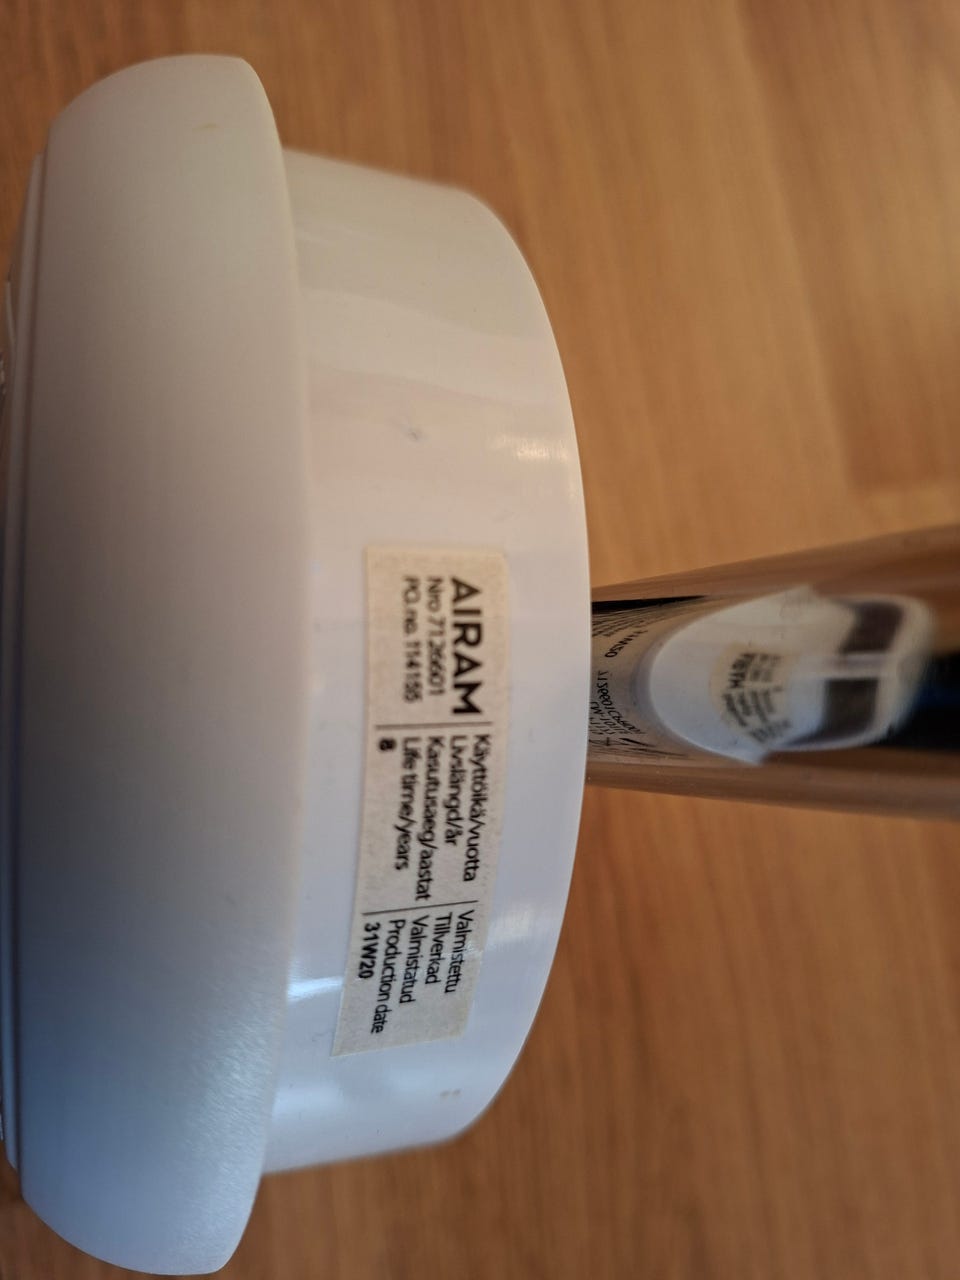 AIRAM
Nro 7126601
PO.no. 114155
Käyttöikä/vuotta
Livslängd/år
Kasutusaeg/aastat
Life time/years
8
Valmistettu
Tillverkad
Valmistatud
Production date
31W20